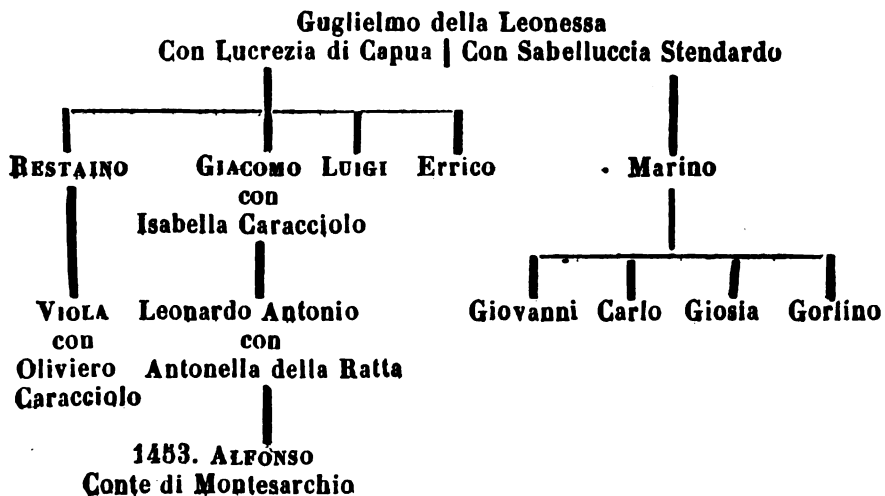 Guglielmo della Leonessa
Con Lucrezia di Capua | Con Sabelluccia Stendardo
RESTAINO GIACOMO LUIGI Errico Marino
con
Isabella Caracciolo
VIOLA Leonardo Antonio Giovanni Carlo Giosia Gorlino
con con
Oliviero Antonella della Ratta
Caracciolo
1453. ALFONSO
Conte di Montesarchio